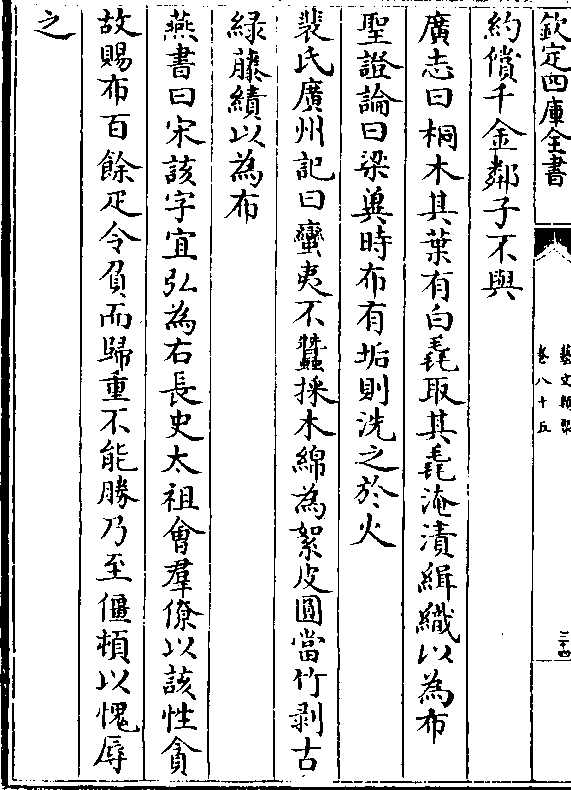 欽定四庫全書
藝文類聚
卷八十五
三十四
約償千金鄰子不與
廣志曰桐木其葉有白毳取其毳淹漬緝織以為布
聖證論曰梁兾時布有垢則洗之於火
裴氏廣州記曰蠻夷不蠶採木綿為絮皮圓當竹剥古
緑藤績以為布
燕書曰宋該字宣弘為右長史太祖會羣僚以該性貪
故賜布百餘疋令負而歸重不能勝乃至僵頓以愧辱
之